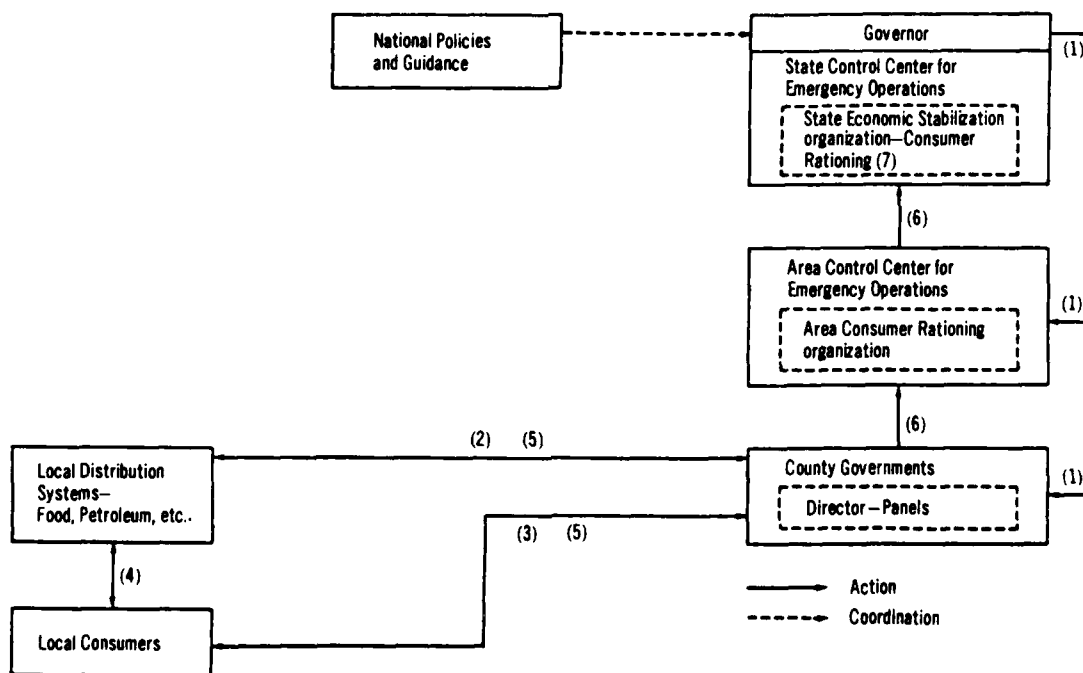 National Policies
and Guidance
Governor
(1)
State Control Center for
Emergency Operations
State Economic Stabilization
organization—Consumer
Rationing (7)
(6)
Area Control Center for
Emergency Operations
(1)
Area Consumer Rationing
organization
(6)
(2) (5)
Local Distribution
Systems—
Food, Petroleum, etc..
County Governments
(1)
Director—Panels
(3) (5)
(4)
Action
Coordination
Local Consumers